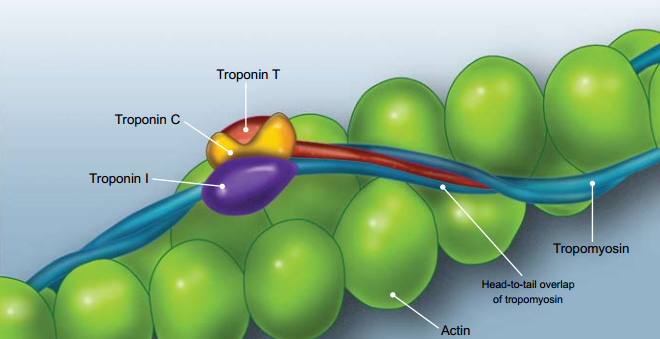 Troponin T
Troponin C
Troponin I
Tropomyosin
Head-to-tail overlap
of tropomyosin
Actin